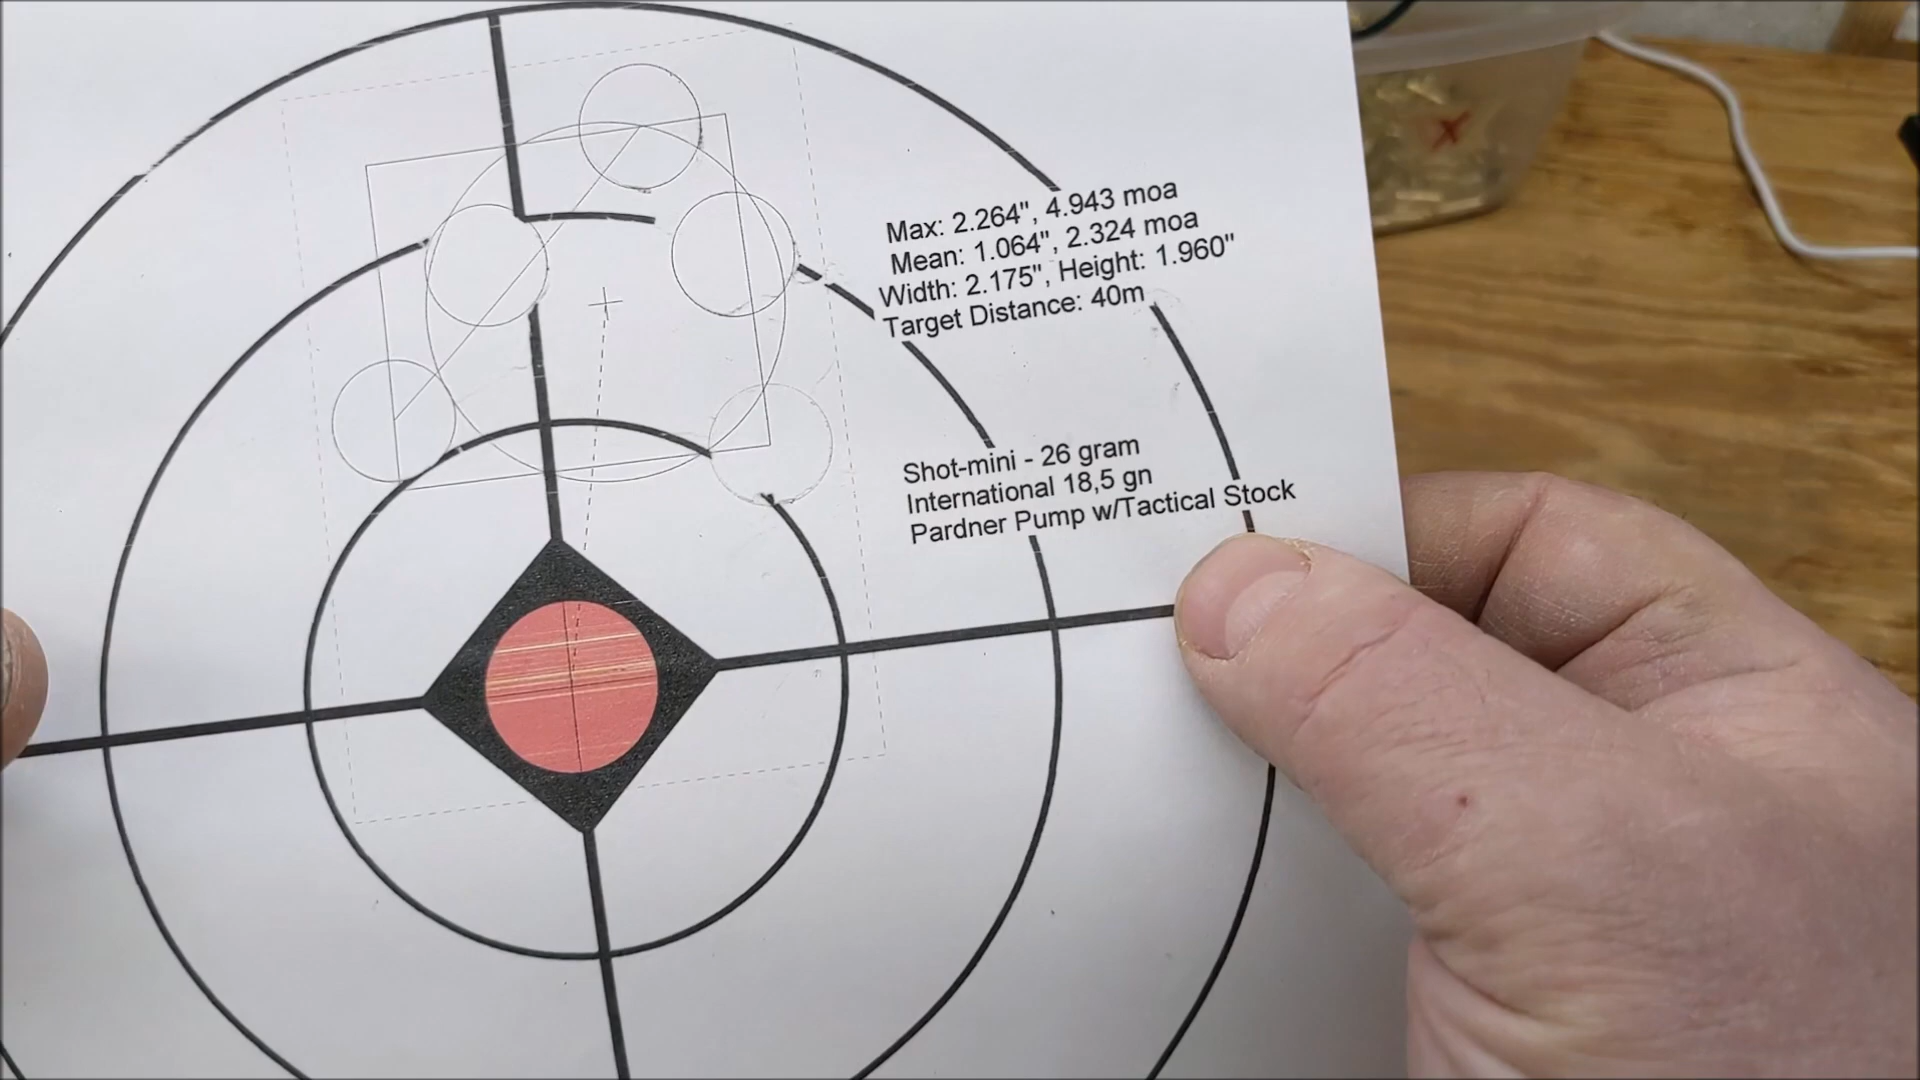 Max: 2.264", 4.943 moa
Mean: 1.064", 2.324 moa
Width: 2.175", Height: 1.960"
Target Distance: 40m
Shot-mini - 26 gram
International 18,5 gn
Pardner Pump w/Tactical Stock
X